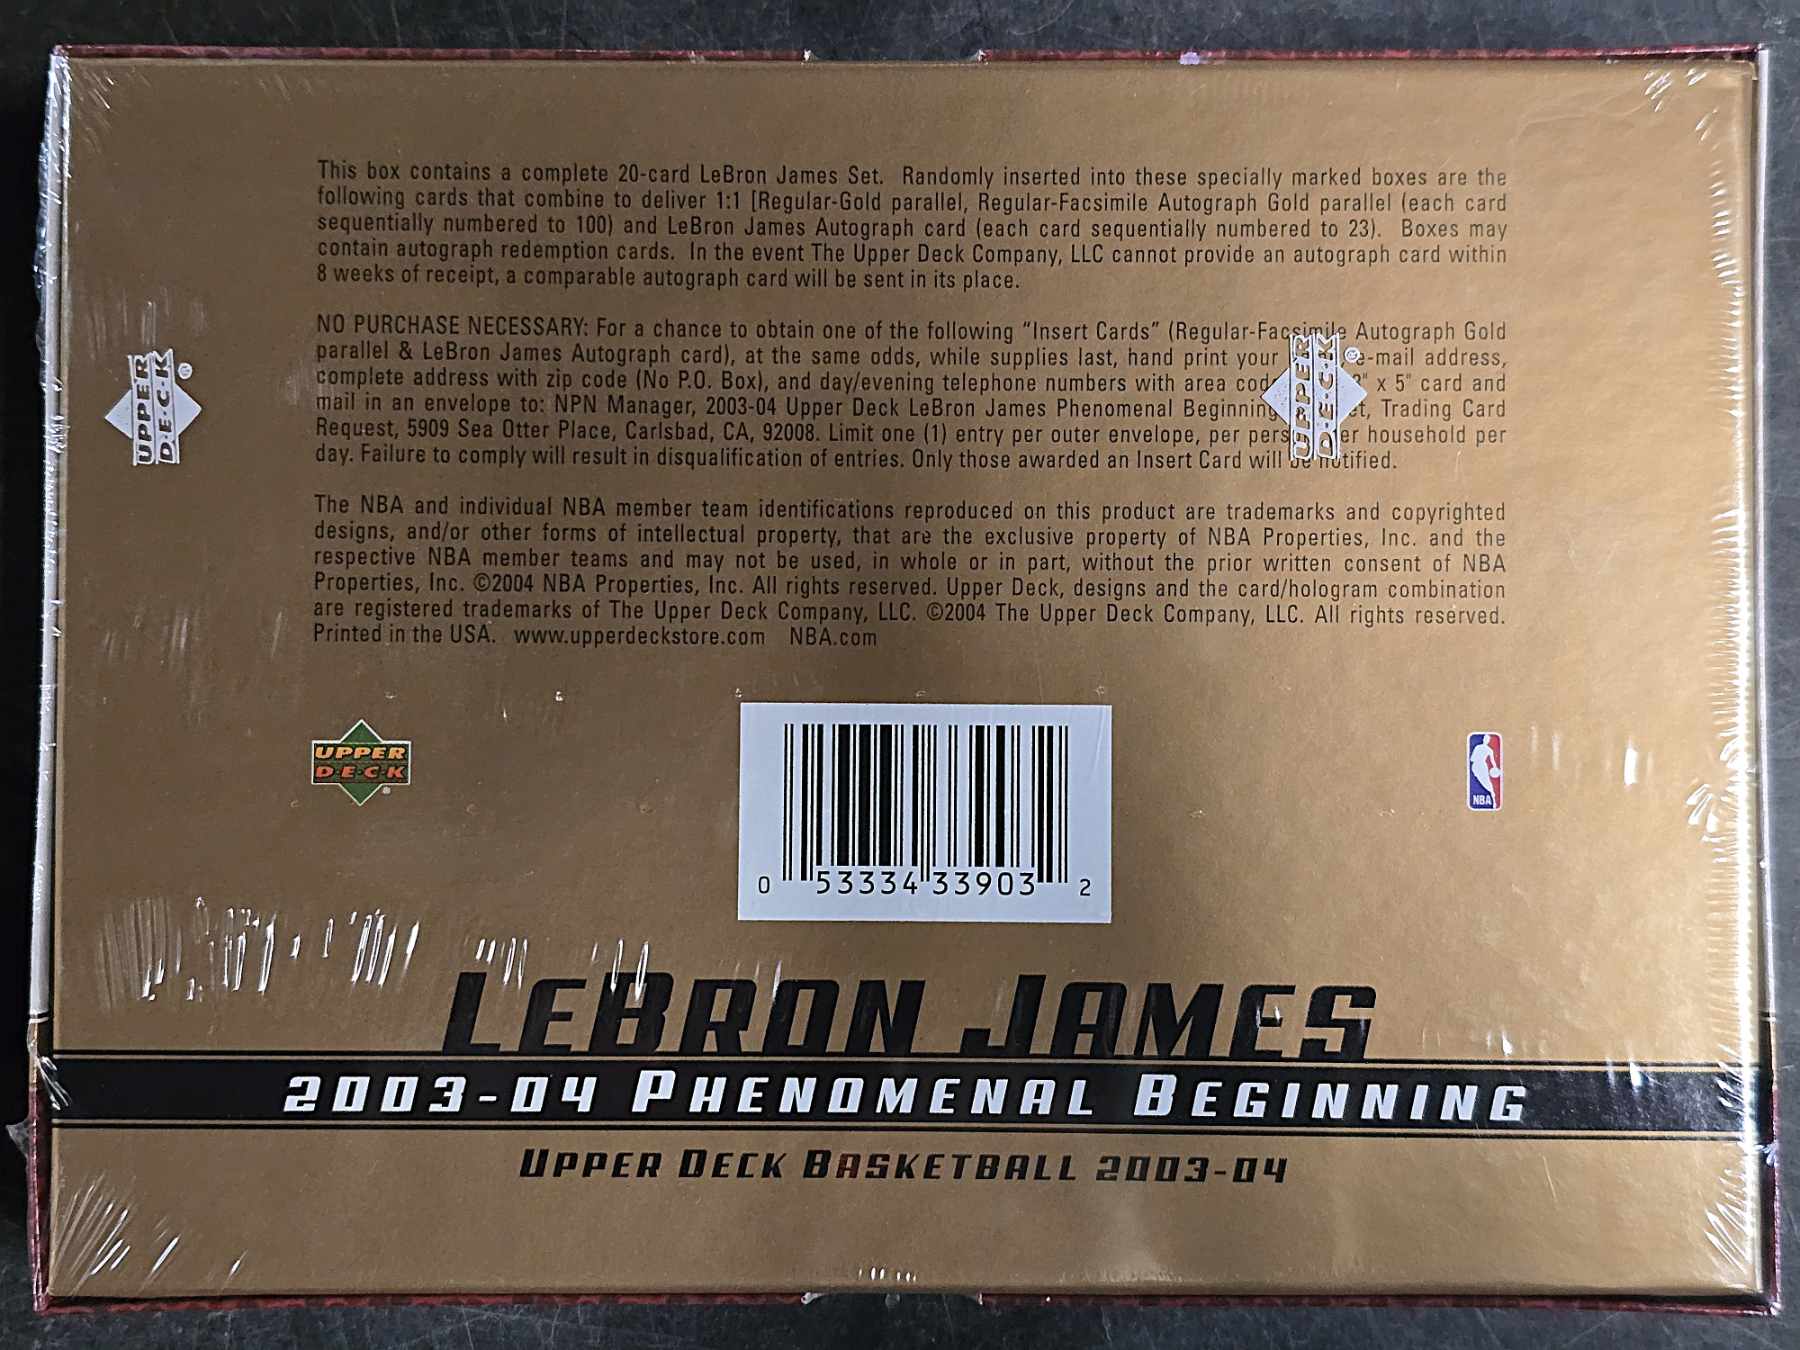 This box contains a complete 20-card LeBron James Set. Randomly inserted into these specially marked boxes are the
following cards that combine to deliver 1:1 [Regular-Gold parallel, Regular-Facsimile Autograph Gold parallel (each card
sequentially numbered to 100) and LeBron James Autograph card (each card sequentially numbered to 23). Boxes may
contain autograph redemption cards. In the event The Upper Deck Company, LLC cannot provide an autograph card within
8 weeks of receipt, a comparable autograph card will be sent in its place.
NO PURCHASE NECESSARY: For a chance to obtain one of the following “Insert Cards” (Regular-Facsimile Autograph Gold
parallel & LeBron James Autograph card), at the same odds, while supplies last, hand print your e-mail address,
complete address with zip code (No P.O. Box), and day/evening telephone numbers with area x 5" card and
mail in an envelope to: NPN Manager, 2003-04 Upper Deck LeBron James Phenomenal Beginning Trading Card
Request, 5909 Sea Otter Place, Carlsbad, CA, 92008. Limit one (1) entry per outer envelope, per household per
day. Failure to comply will result in disqualification of entries. Only those awarded an Insert Card will be notified.
UPPER
D·E·C·K
®
UPPER
D·E·C·K
®
The NBA and individual NBA member team identifications reproduced on this product are trademarks and copyrighted
designs, and/or other forms of intellectual property, that are the exclusive property of NBA Properties, Inc. and the
respective NBA member teams and may not be used, in whole or in part, without the prior written consent of NBA
Properties, Inc. ©2004 NBA Properties, Inc. All rights reserved. Upper Deck, designs and the card/hologram combination
are registered trademarks of The Upper Deck Company, LLC. ©2004 The Upper Deck Company, LLC. All rights reserved.
Printed in the USA. www.upperdeckstore.com NBA.com
UPPER
D·E·C·K
®
NBA
0 53334 33903 2
LEBRON JAMES
2003-04 PHENOMENAL BEGINNING
UPPER DECK BASKETBALL 2003-04